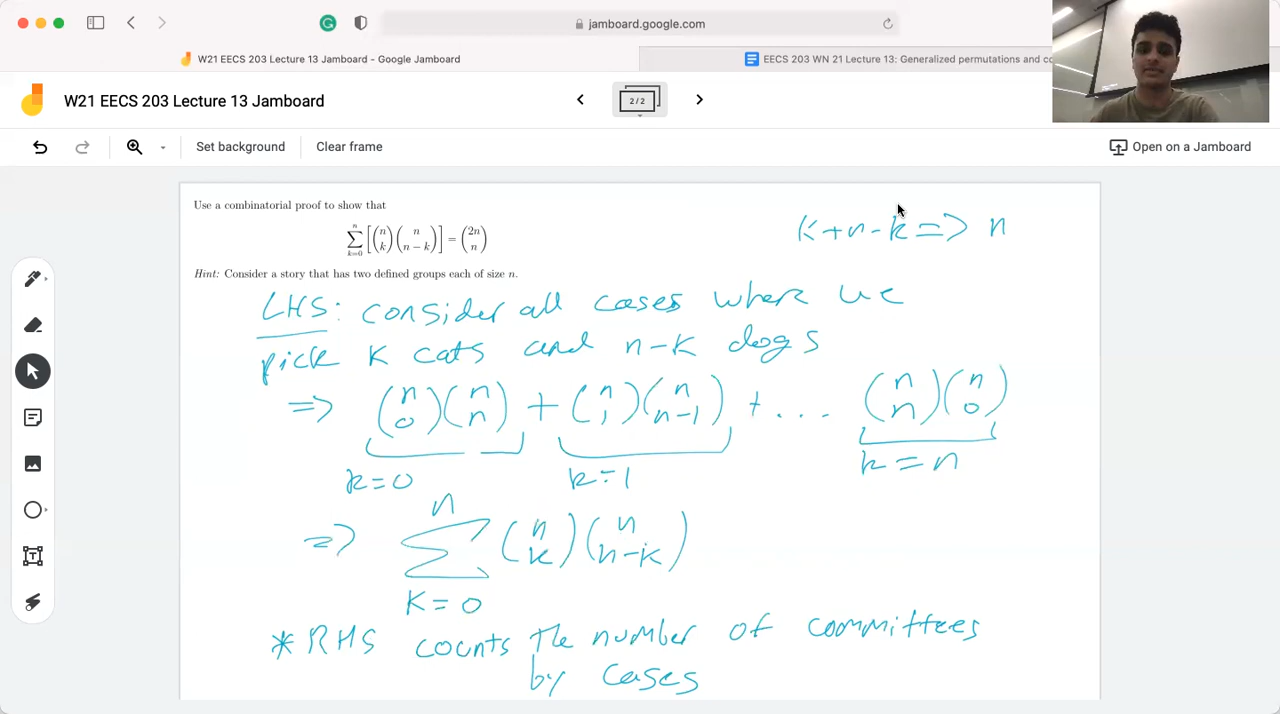 jamboard.google.com
W21 EECS 203 Lecture 13 Jamboard - Google Jamboard
EECS 203 WN 21 Lecture 13: Generalized permutations and co
W21 EECS 203 Lecture 13 Jamboard
2/2
Set background
Clear frame
Open on a Jamboard
Use a combinatorial proof to show that
∑_{k=0}^{n} [(n k)(n n−k)] = (2n n)
k+n-k => n
Hint: Consider a story that has two defined groups each of size n.
LHS: consider all cases where we
pick k cats and n-k dogs
=> (n 0)(n n) + (n 1)(n n-1) + ... (n n)(n 0)
k=0 k=1 k=n
=> ∑_{k=0}^{n} (n k)(n n-k)
*RHS counts the number of committees
by cases